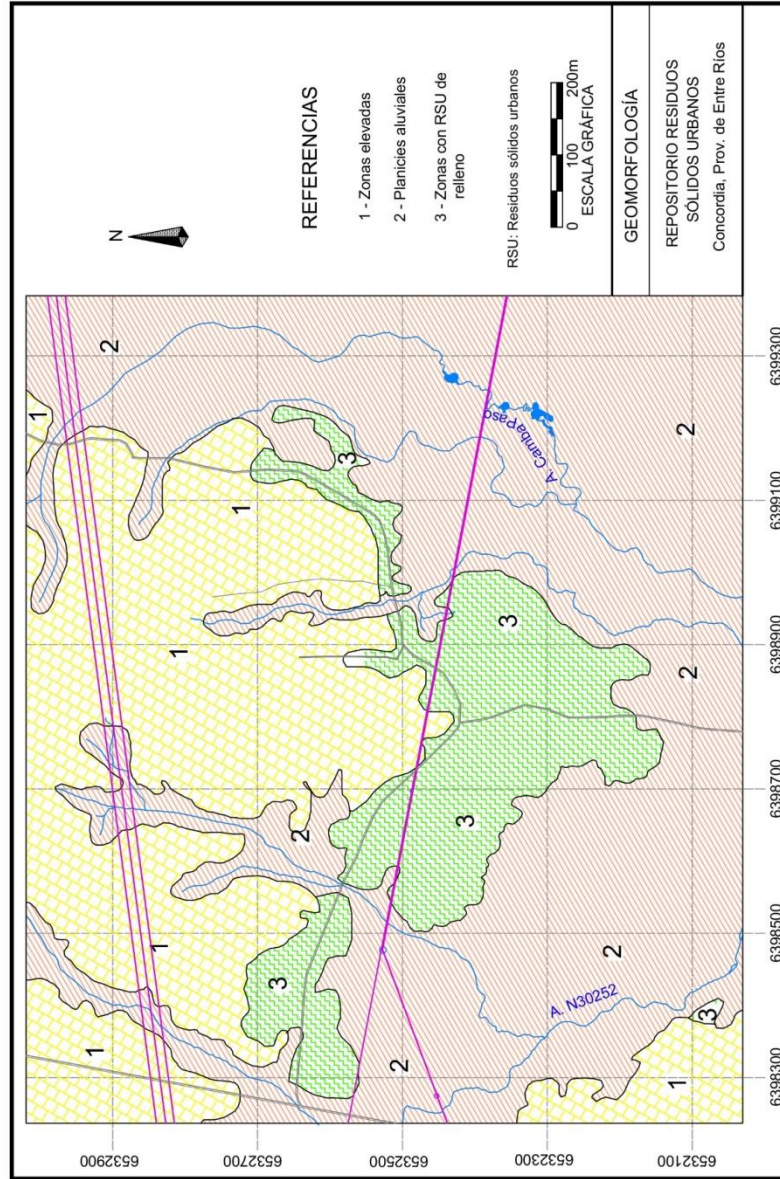 N
REFERENCIAS
1 - Zonas elevadas
2 - Planicies aluviales
3 - Zonas con RSU de
relleno
RSU: Residuos sólidos urbanos
0 100 200m
ESCALA GRÁFICA
GEOMORFOLOGÍA
REPOSITORIO RESIDUOS
SÓLIDOS URBANOS
Concordia, Prov. de Entre Ríos
6532900
6532700
6532500
6532300
6532100
6398300
6398500
6398700
6398900
6399100
6399300
1
1
1
1
1
1
2
2
2
2
2
2
3
3
3
3
3
A. Camba Paso
A. N30252